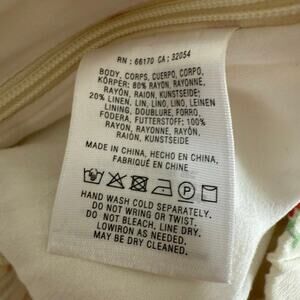 RN : 66170 CA : 32054
BODY, CORPS, CUERPO, CORPO,
KÖRPER: 80% RAYON, RAYONNE,
RAYÓN, RAION, KUNSTSEIDE;
20% LINEN, LIN, LINO, LINO, LEINEN
LINING, DOUBLURE, FORRO,
FODERA, FUTTERSTOFF: 100%
RAYON, RAYONNE, RAYÓN,
RAION, KUNSTSEIDE
MADE IN CHINA, HECHO EN CHINA,
FABRIQUÉ EN CHINE
HAND WASH COLD SEPARATELY.
DO NOT WRING OR TWIST.
DO NOT BLEACH. LINE DRY.
LOWIRON AS NEEDED.
MAY BE DRY CLEANED.